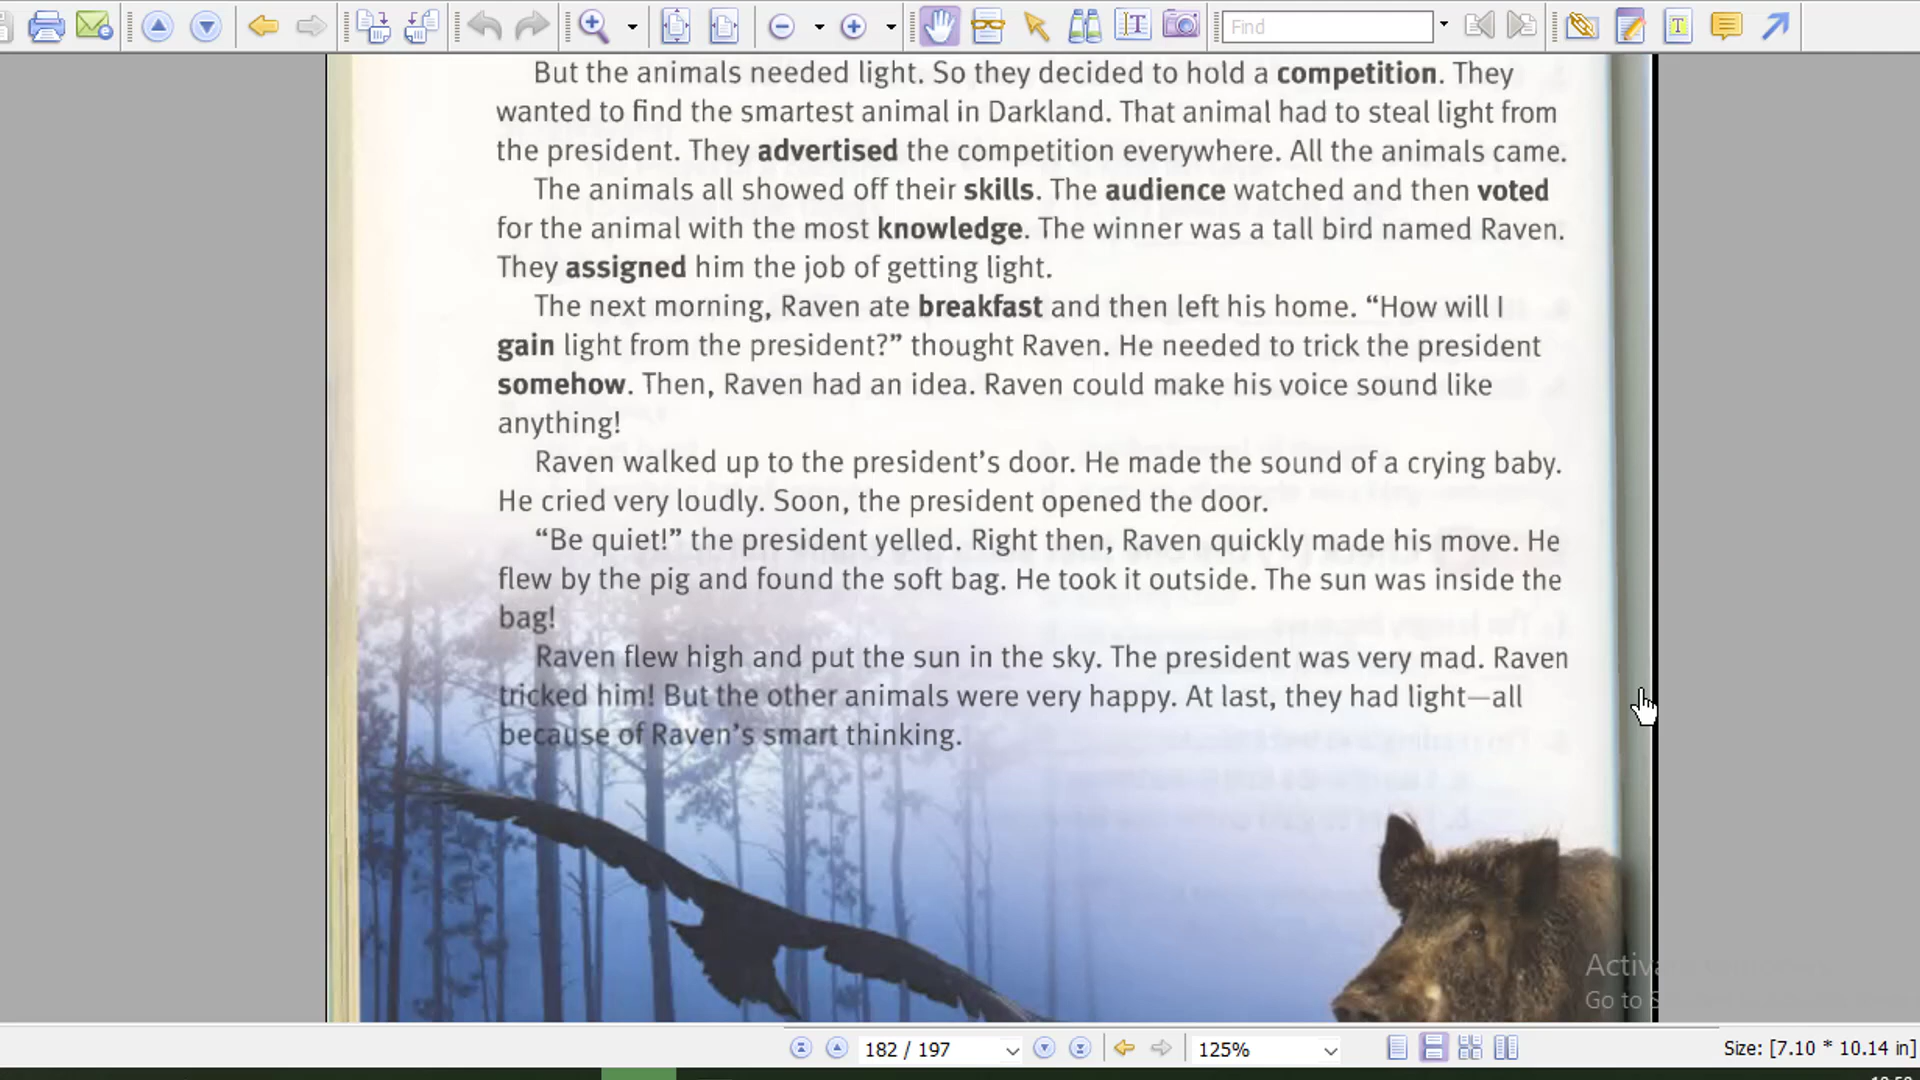 Find
But the animals needed light. So they decided to hold a competition. They
wanted to find the smartest animal in Darkland. That animal had to steal light from
the president. They advertised the competition everywhere. All the animals came.
The animals all showed off their skills. The audience watched and then voted
for the animal with the most knowledge. The winner was a tall bird named Raven.
They assigned him the job of getting light.
The next morning, Raven ate breakfast and then left his home. “How will I
gain light from the president?” thought Raven. He needed to trick the president
somehow. Then, Raven had an idea. Raven could make his voice sound like
anything!
Raven walked up to the president’s door. He made the sound of a crying baby.
He cried very loudly. Soon, the president opened the door.
“Be quiet!” the president yelled. Right then, Raven quickly made his move. He
flew by the pig and found the soft bag. He took it outside. The sun was inside the
bag!
Raven flew high and put the sun in the sky. The president was very mad. Raven
tricked him! But the other animals were very happy. At last, they had light—all
because of Raven’s smart thinking.
Go to
182 / 197
125%
Size: [7.10 * 10.14 in]